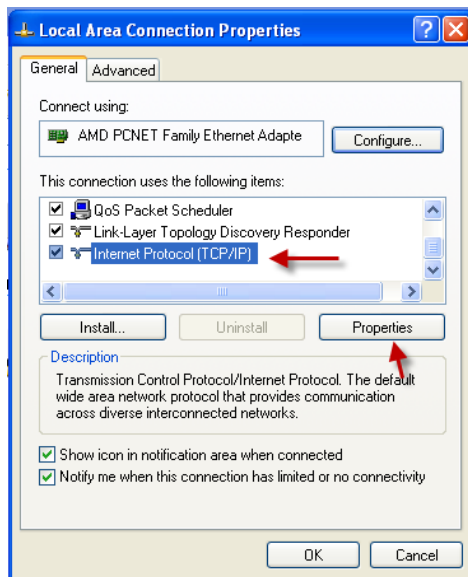 Local Area Connection Properties
General Advanced
Connect using:
AMD PCNET Family Ethernet Adapte
Configure...
This connection uses the following items:
QoS Packet Scheduler
Link-Layer Topology Discovery Responder
Internet Protocol (TCP/IP)
Install... Uninstall Properties
Description
Transmission Control Protocol/Internet Protocol. The default
wide area network protocol that provides communication
across diverse interconnected networks.
Show icon in notification area when connected
Notify me when this connection has limited or no connectivity
OK Cancel